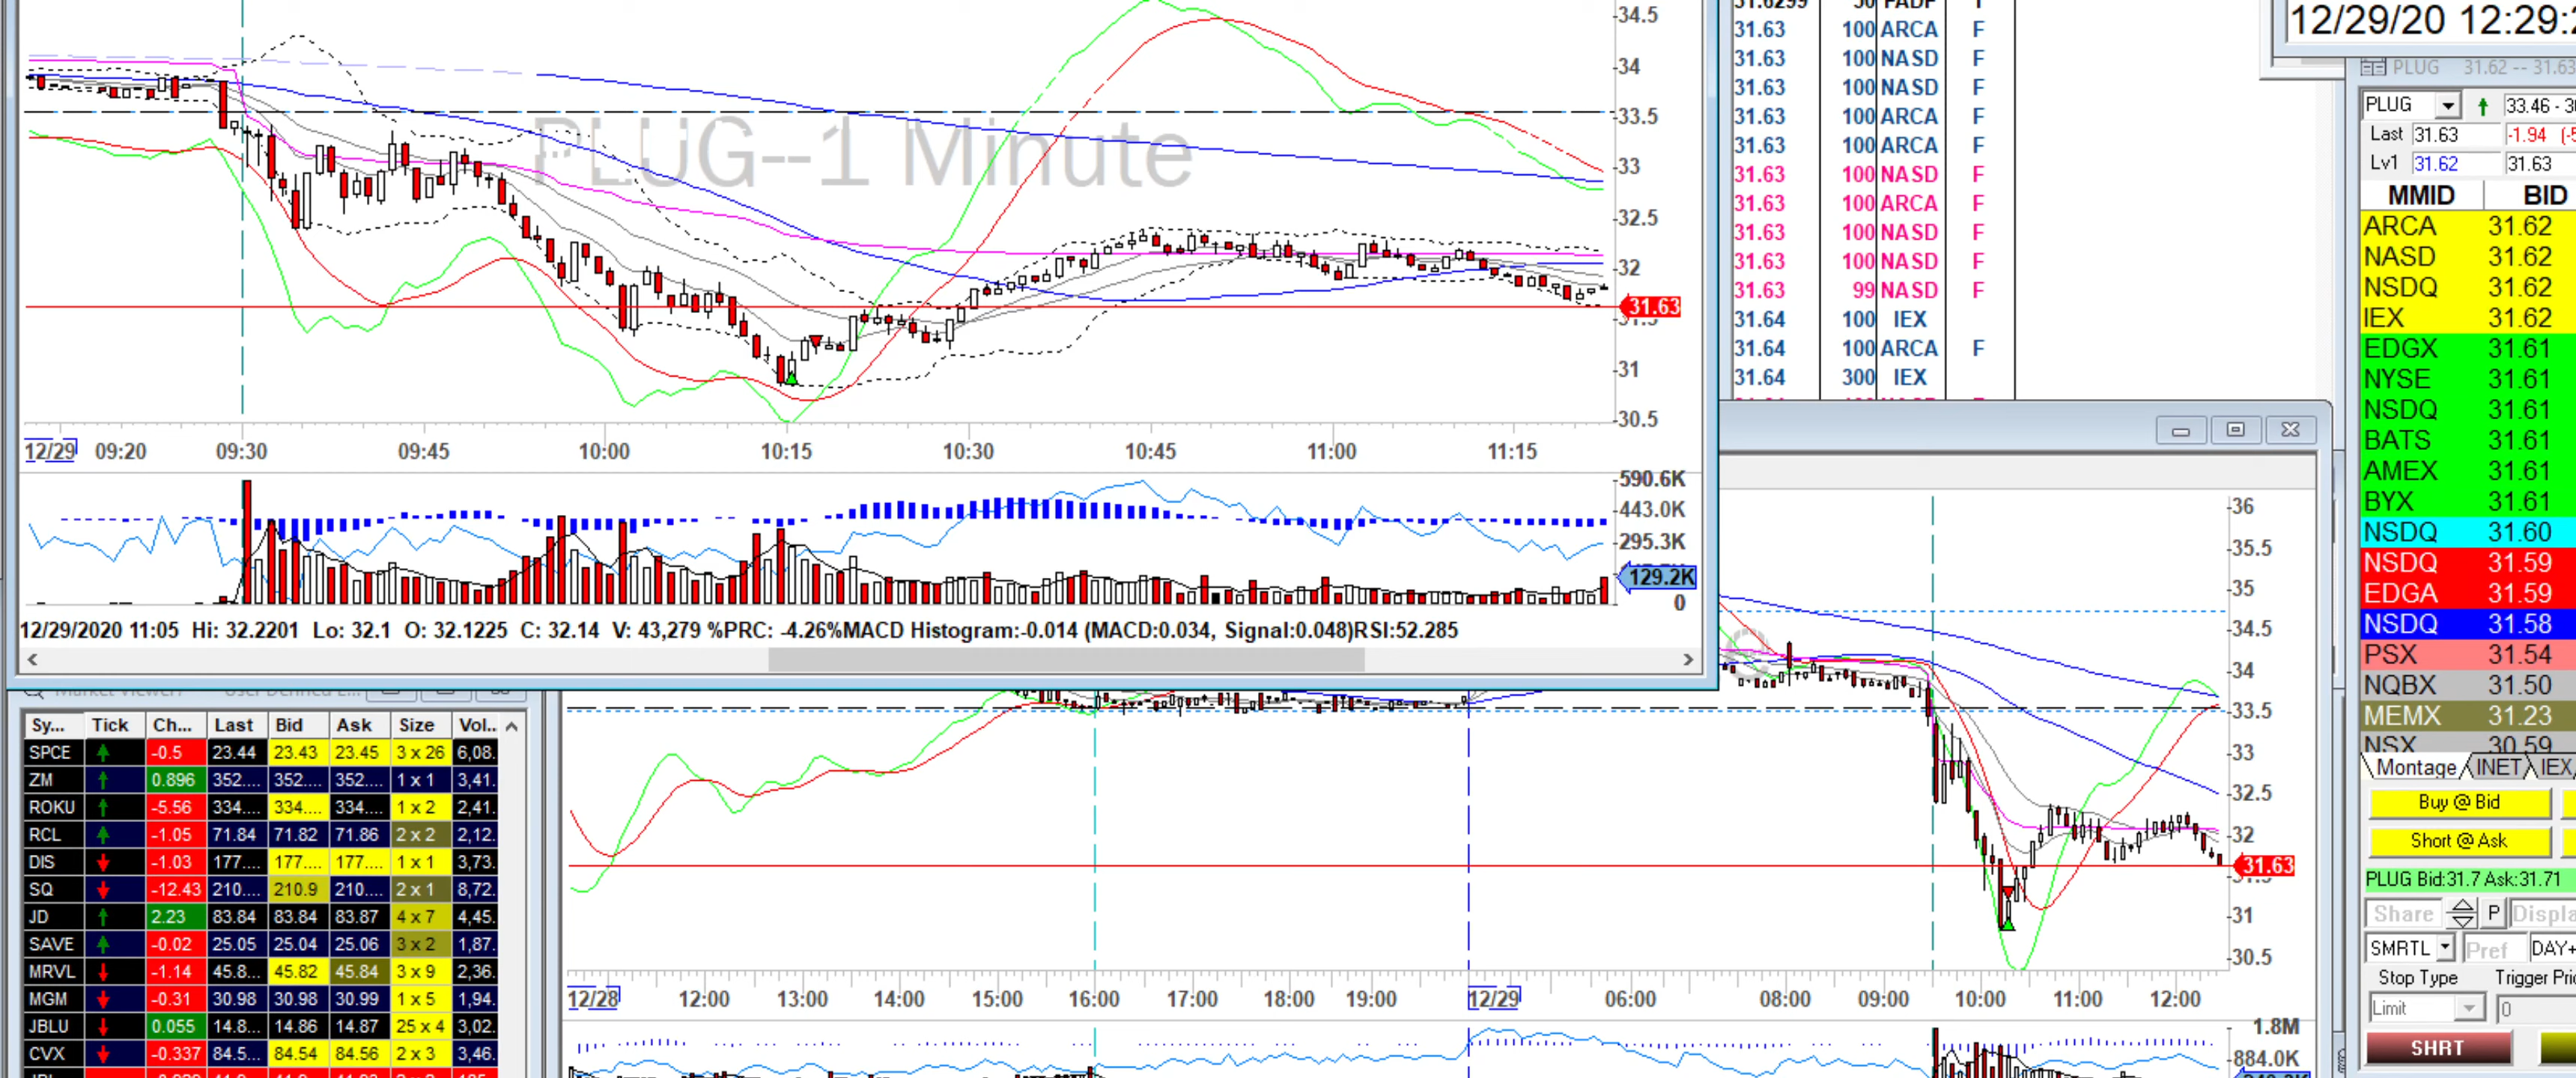 34.5
34
33.5
33
32.5
32
31.63
31.5
31
30.5
PLUG--1 Minute
12/29 09:20 09:30 09:45 10:00 10:15 10:30 10:45 11:00 11:15
590.6K
443.0K
295.3K
129.2K
0
12/29/2020 11:05 Hi: 32.2201 Lo: 32.1 O: 32.1225 C: 32.14 V: 43,279 %PRC: -4.26%MACD Histogram:-0.014 (MACD:0.034, Signal:0.048)RSI:52.285
31.6299 50 FADF T
31.63 100 ARCA F
31.63 100 NASD F
31.63 100 NASD F
31.63 100 ARCA F
31.63 100 ARCA F
31.63 100 NASD F
31.63 100 ARCA F
31.63 100 NASD F
31.63 100 NASD F
31.63 99 NASD F
31.64 100 IEX
31.64 100 ARCA F
31.64 300 IEX
12/29/20 12:29:
PLUG 31.62 -- 31.63
PLUG 33.46 - 3
Last 31.63 -1.94
Lv1 31.62 31.63
MMID BID
ARCA 31.62
NASD 31.62
NSDQ 31.62
IEX 31.62
EDGX 31.61
NYSE 31.61
NSDQ 31.61
BATS 31.61
AMEX 31.61
BYX 31.61
NSDQ 31.60
NSDQ 31.59
EDGA 31.59
NSDQ 31.58
PSX 31.54
NQBX 31.50
MEMX 31.23
NSX 30.59
Montage INET IEX
Buy @ Bid
Short @ Ask
PLUG Bid:31.7 Ask:31.71
Share P Displa
SMRTL Pref DAY+
Stop Type Trigger Pri
Limit 0
SHRT
Sy... Tick Ch... Last Bid Ask Size Vol..
SPCE -0.5 23.44 23.43 23.45 3 x 26 6,08.
ZM 0.896 352.... 352.... 352.... 1 x 1 3,41.
ROKU -5.56 334.... 334.... 334.... 1 x 2 2,41.
RCL -1.05 71.84 71.82 71.86 2 x 2 2,12.
DIS -1.03 177.... 177.... 177.... 1 x 1 3,73.
SQ -12.43 210.... 210.9 210.... 2 x 1 8,72.
JD 2.23 83.84 83.84 83.87 4 x 7 4,45.
SAVE -0.02 25.05 25.04 25.06 3 x 2 1,87.
MRVL -1.14 45.8... 45.82 45.84 3 x 9 2,36.
MGM -0.31 30.98 30.98 30.99 1 x 5 1,94.
JBLU 0.055 14.8... 14.86 14.87 25 x 4 3,02.
CVX -0.337 84.5... 84.54 84.56 2 x 3 3,46.
36
35.5
35
34.5
34
33.5
33
32.5
32
31.63
31.5
31
30.5
12/28 12:00 13:00 14:00 15:00 16:00 17:00 18:00 19:00 12/29 06:00 08:00 09:00 10:00 11:00 12:00
1.8M
884.0K